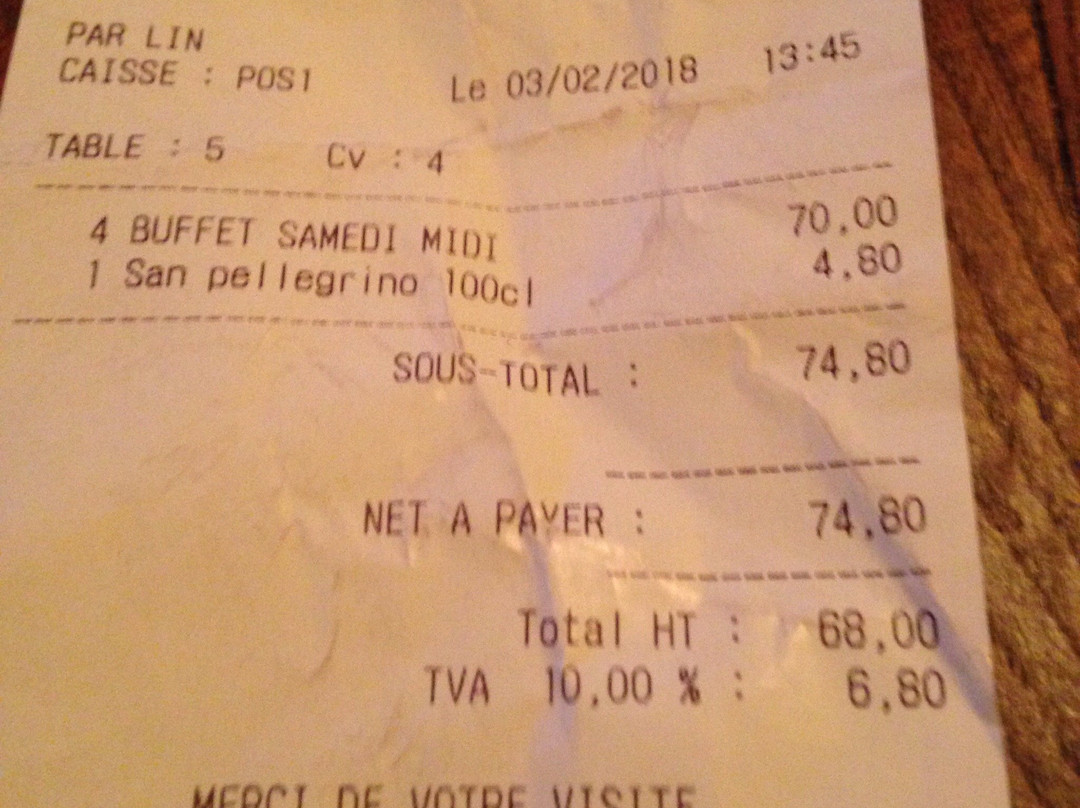 PAR LIN
CAISSE : POS1 Le 03/02/2018 13:45
TABLE : 5 Cv : 4
4 BUFFET SAMEDI MIDI 70,00
1 San pellegrino 100cl 4,80
SOUS-TOTAL : 74,80
NET A PAYER : 74,80
Total HT : 68,00
TVA 10,00 % : 6,80
MERCI DE VOTRE VISITE